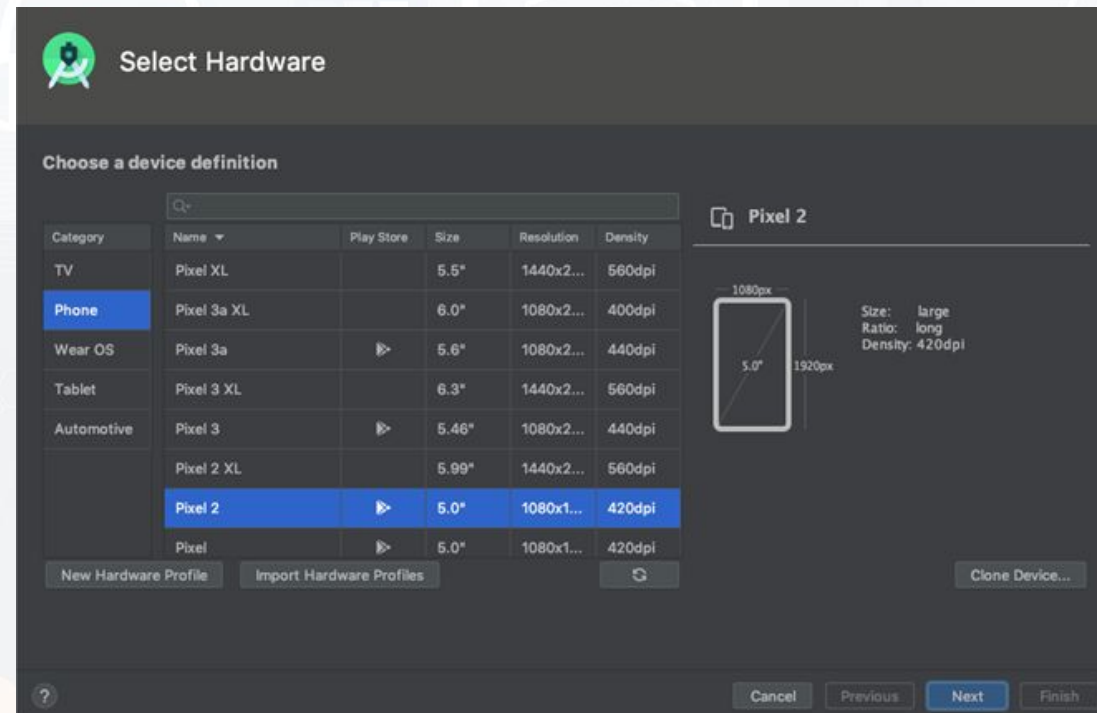 Select Hardware
Choose a device definition
Category Name Play Store Size Resolution Density
TV Pixel XL 5.5" 1440x2... 560dpi
Phone Pixel 3a XL 6.0" 1080x2... 400dpi
Wear OS Pixel 3a 5.6" 1080x2... 440dpi
Tablet Pixel 3 XL 6.3" 1440x2... 560dpi
Automotive Pixel 3 5.46" 1080x2... 440dpi
Pixel 2 XL 5.99" 1440x2... 560dpi
Pixel 2 5.0" 1080x1... 420dpi
Pixel 5.0" 1080x1... 420dpi
New Hardware Profile Import Hardware Profiles
Pixel 2
1080px
5.0" 1920px
Size: large
Ratio: long
Density: 420dpi
Clone Device...
? Cancel Previous Next Finish